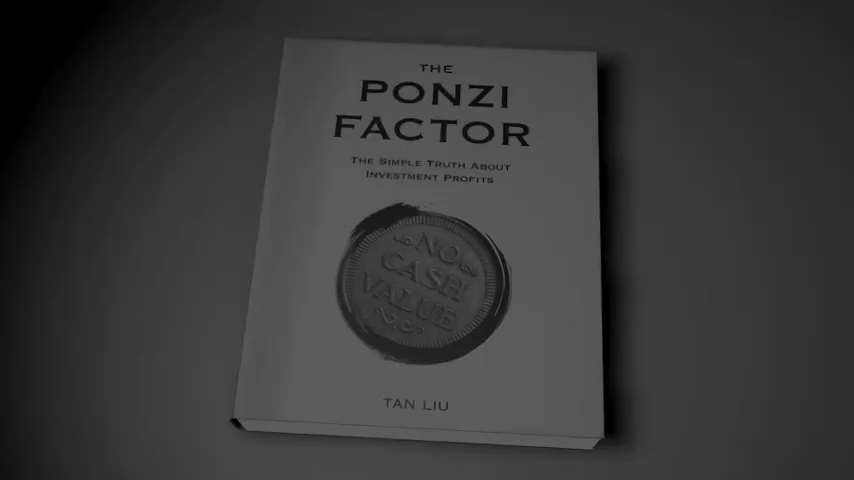 THE
PONZI
FACTOR
THE SIMPLE TRUTH ABOUT
INVESTMENT PROFITS
NO
CASH
VALUE
TAN LIU